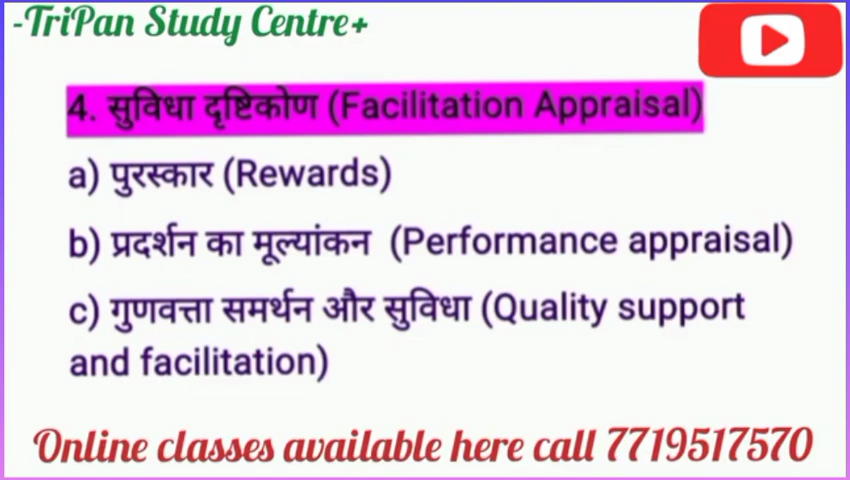 -TriPan Study Centre+
4. सुविधा दृष्टिकोण (Facilitation Appraisal)
a) पुरस्कार (Rewards)
b) प्रदर्शन का मूल्यांकन (Performance appraisal)
c) गुणवत्ता समर्थन और सुविधा (Quality support
and facilitation)
Online classes available here call 7719517570